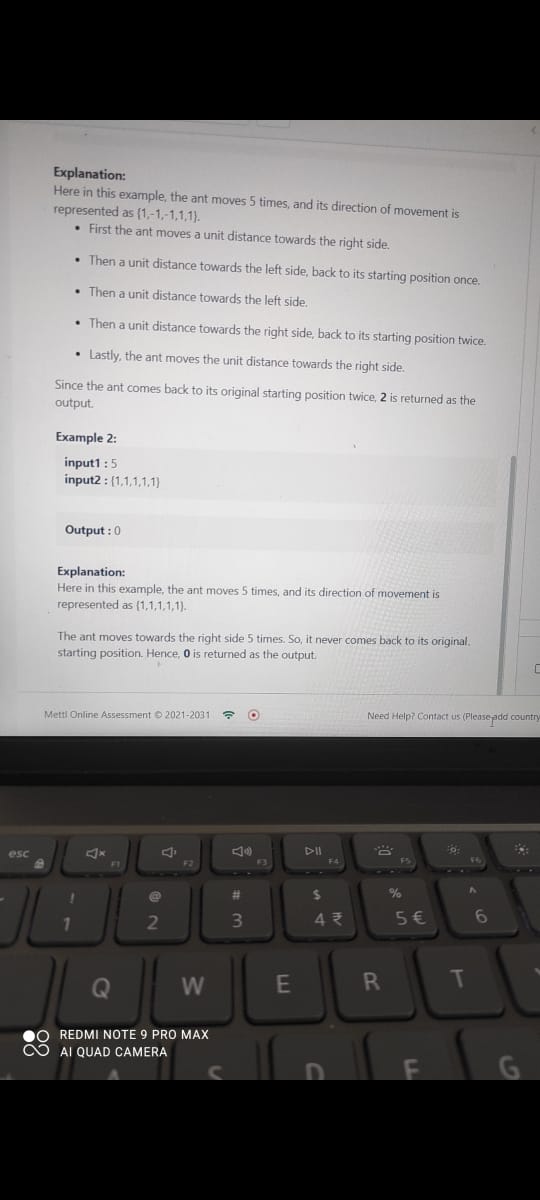 Explanation:
Here in this example, the ant moves 5 times, and its direction of movement is
represented as {1,-1,-1,1,1}.
• First the ant moves a unit distance towards the right side.
• Then a unit distance towards the left side, back to its starting position once.
• Then a unit distance towards the left side.
• Then a unit distance towards the right side, back to its starting position twice.
• Lastly, the ant moves the unit distance towards the right side.
Since the ant comes back to its original starting position twice, 2 is returned as the
output.
Example 2:
input1 : 5
input2 : {1,1,1,1,1}
Output : 0
Explanation:
Here in this example, the ant moves 5 times, and its direction of movement is
represented as {1,1,1,1,1}.
The ant moves towards the right side 5 times. So, it never comes back to its original
starting position. Hence, 0 is returned as the output.
Mettl Online Assessment © 2021-2031
Need Help? Contact us (Please add country
esc F1 F2 F3 F4 F5 F6
! @ # $ % ^
1 2 3 4 ₹ 5 € 6
Q W E R T
D F G
REDMI NOTE 9 PRO MAX
AI QUAD CAMERA